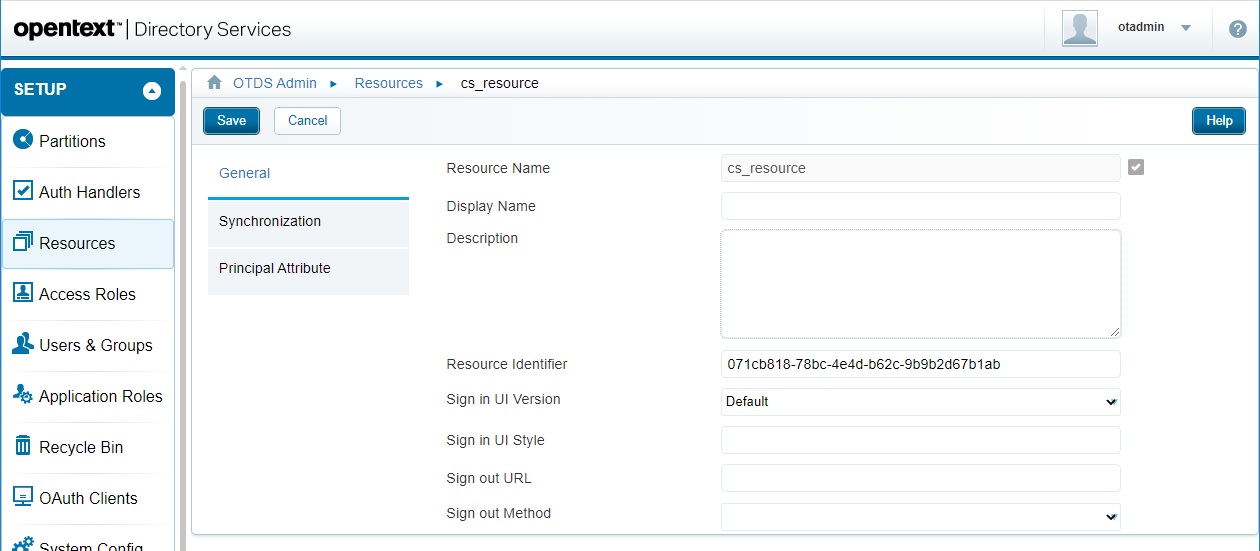 opentext™ | Directory Services
otadmin
?
SETUP
OTDS Admin Resources cs_resource
Save Cancel Help
Partitions
Auth Handlers
Resources
Access Roles
Users & Groups
Application Roles
Recycle Bin
OAuth Clients
System Config
General
Synchronization
Principal Attribute
Resource Name cs_resource
Display Name
Description
Resource Identifier 071cb818-78bc-4e4d-b62c-9b9b2d67b1ab
Sign in UI Version Default
Sign in UI Style
Sign out URL
Sign out Method